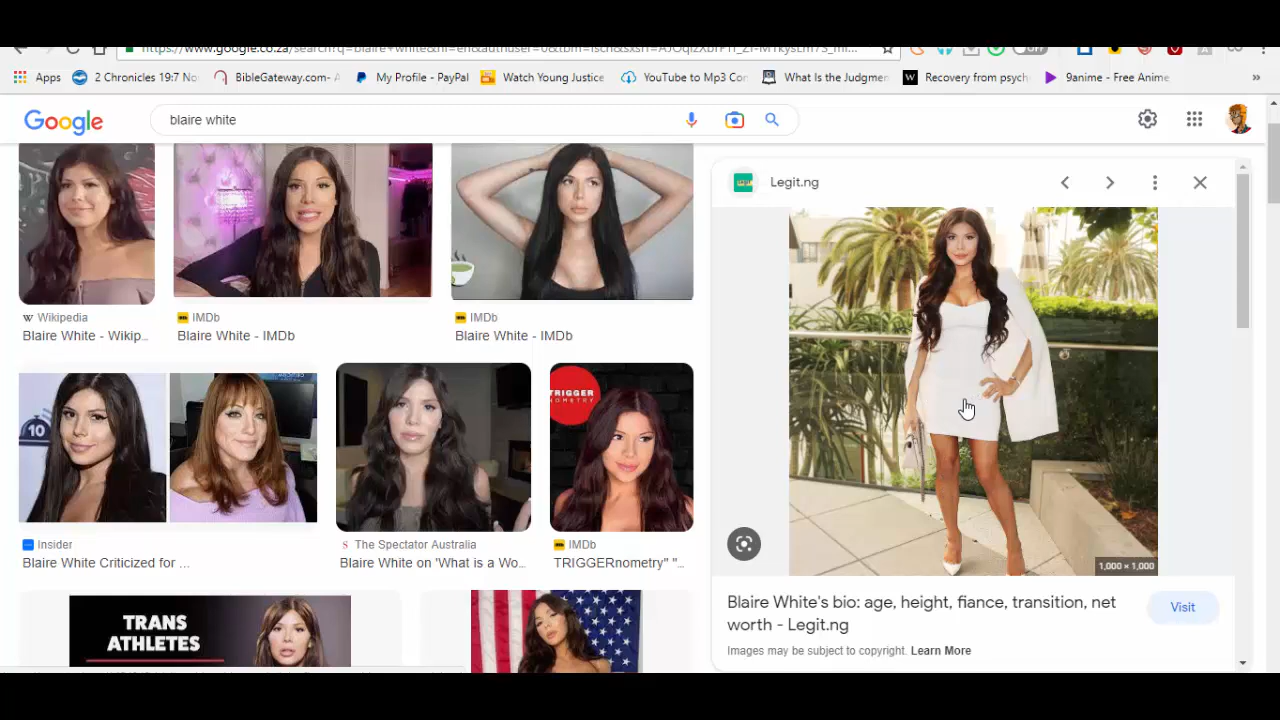 Apps
2 Chronicles 19:7 No
BibleGateway.com- A
My Profile - PayPal
Watch Young Justice
YouTube to Mp3 Con
What Is the Judgmen
Recovery from psych
9anime - Free Anime
»
Google
blaire white
Legit.ng
10
TRIGGER
NOMETRY
Wikipedia
Blaire White - Wikip...
IMDb
Blaire White - IMDb
IMDb
Blaire White - IMDb
Insider
Blaire White Criticized for ...
The Spectator Australia
Blaire White on 'What is a Wo...
IMDb
TRIGGERnometry" "...
TRANS
ATHLETES
1,000 × 1,000
Blaire White's bio: age, height, fiance, transition, net
worth - Legit.ng
Visit
Images may be subject to copyright. Learn More